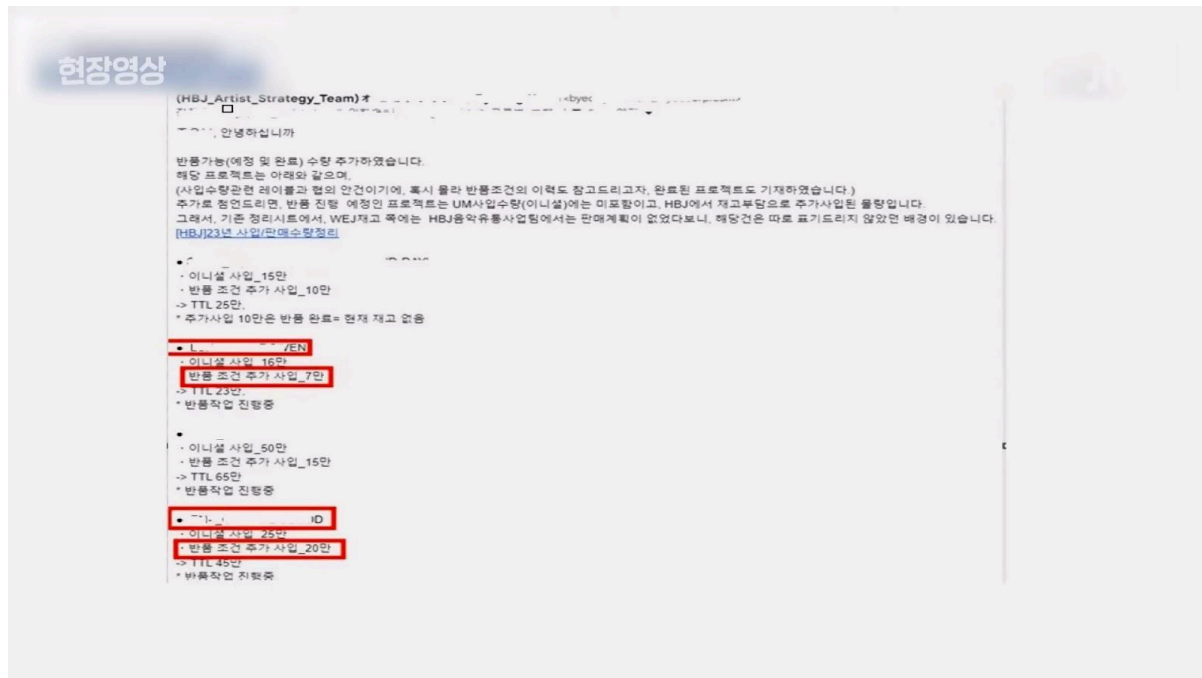 현장영상
(HBJ_Artist_Strategy_Team)
안녕하십니까
반품가능(예정 및 완료) 수량 추가하였습니다.
해당 프로젝트는 아래와 같으며,
(사입수량관련 레이블과 협의 안건이기에, 혹시 몰라 반품조건의 이력도 참고드리고자, 완료된 프로젝트도 기재하였습니다.)
추가로 첨언드리면, 반품 진행 예정인 프로젝트는 UM사입수량(이니셜)에는 미포함이고, HBJ에서 재고부담으로 추가사입된 물량입니다.
그래서, 기존 정리시트에서, WEJ재고 쪽에는 HBJ음악유통사업팀에서는 판매계획이 없었다보니, 해당건은 따로 표기드리지 않았던 배경이 있습니다.
[HBJ]23년 사입/판매수량정리
- 이니셜 사입_15만
- 반품 조건 추가 사입_10만
-> TTL 25만,
* 추가사입 10만은 반품 완료= 현재 재고 없음
- 이니셜 사입_16만
반품 조건 추가 사입_7만
-> TTL 23만,
* 반품작업 진행중
- 이니셜 사입_50만
- 반품 조건 추가 사입_15만
-> TTL 65만
* 반품작업 진행중
- 이니셜 사입_25만
- 반품 조건 추가 사입_20만
-> TTL 45만
* 반품작업 진행중